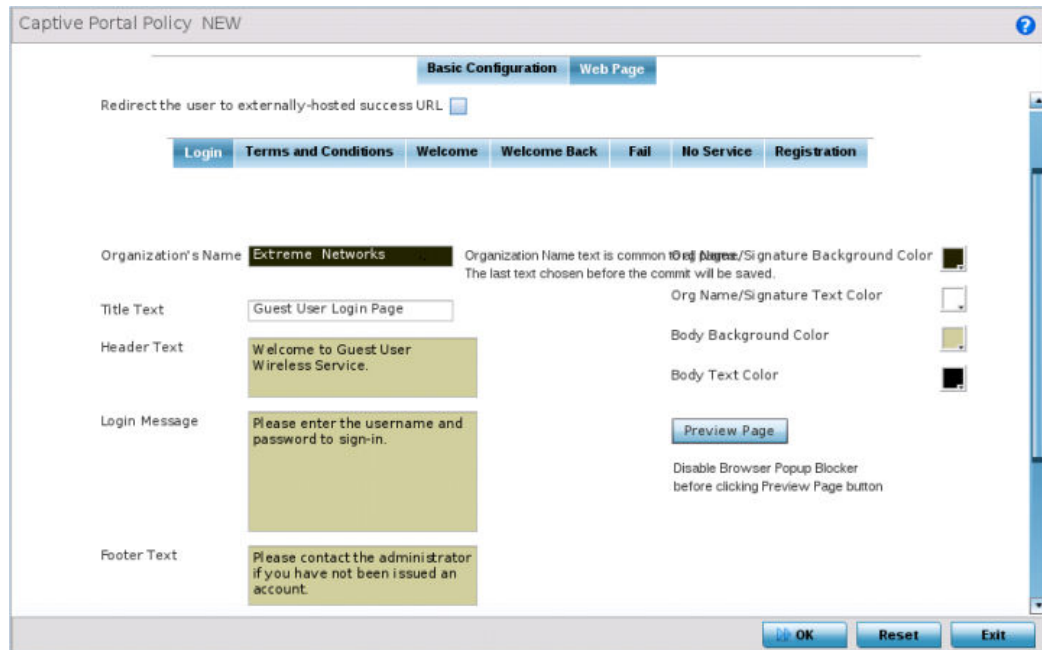 Captive Portal Policy NEW
Basic Configuration Web Page
Redirect the user to externally-hosted success URL
Login Terms and Conditions Welcome Welcome Back Fail No Service Registration
Organization's Name Extreme Networks
Organization Name text is common to all pages.
The last text chosen before the commit will be saved.
Org Name/Signature Background Color
Org Name/Signature Text Color
Title Text Guest User Login Page
Body Background Color
Header Text
Welcome to Guest User
Wireless Service.
Body Text Color
Login Message
Please enter the username and
password to sign-in.
Preview Page
Disable Browser Popup Blocker
before clicking Preview Page button
Footer Text
Please contact the administrator
if you have not been issued an
account.
OK Reset Exit